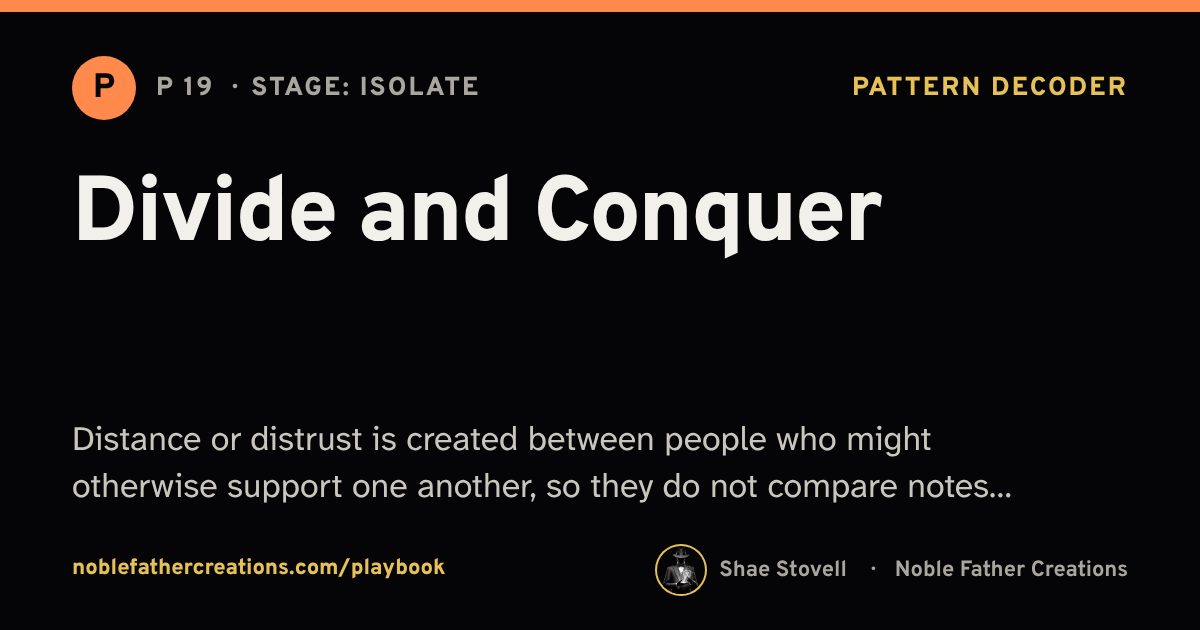 P
P 19 · STAGE: ISOLATE
PATTERN DECODER
Divide and Conquer
Distance or distrust is created between people who might
otherwise support one another, so they do not compare notes...
noblefathercreations.com/playbook
Shae Stovell · Noble Father Creations